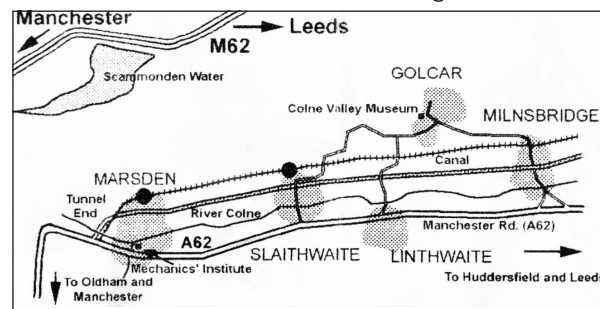 Manchester
Leeds
M62
Scammonden Water
GOLCAR
Colne Valley Museum
MILNSBRIDGE
Canal
MARSDEN
Tunnel
End
River Colne
Manchester Rd. (A62)
A62
Mechanics' Institute
SLAITHWAITE
LINTHWAITE
To Oldham and
Manchester
To Huddersfield and Leeds